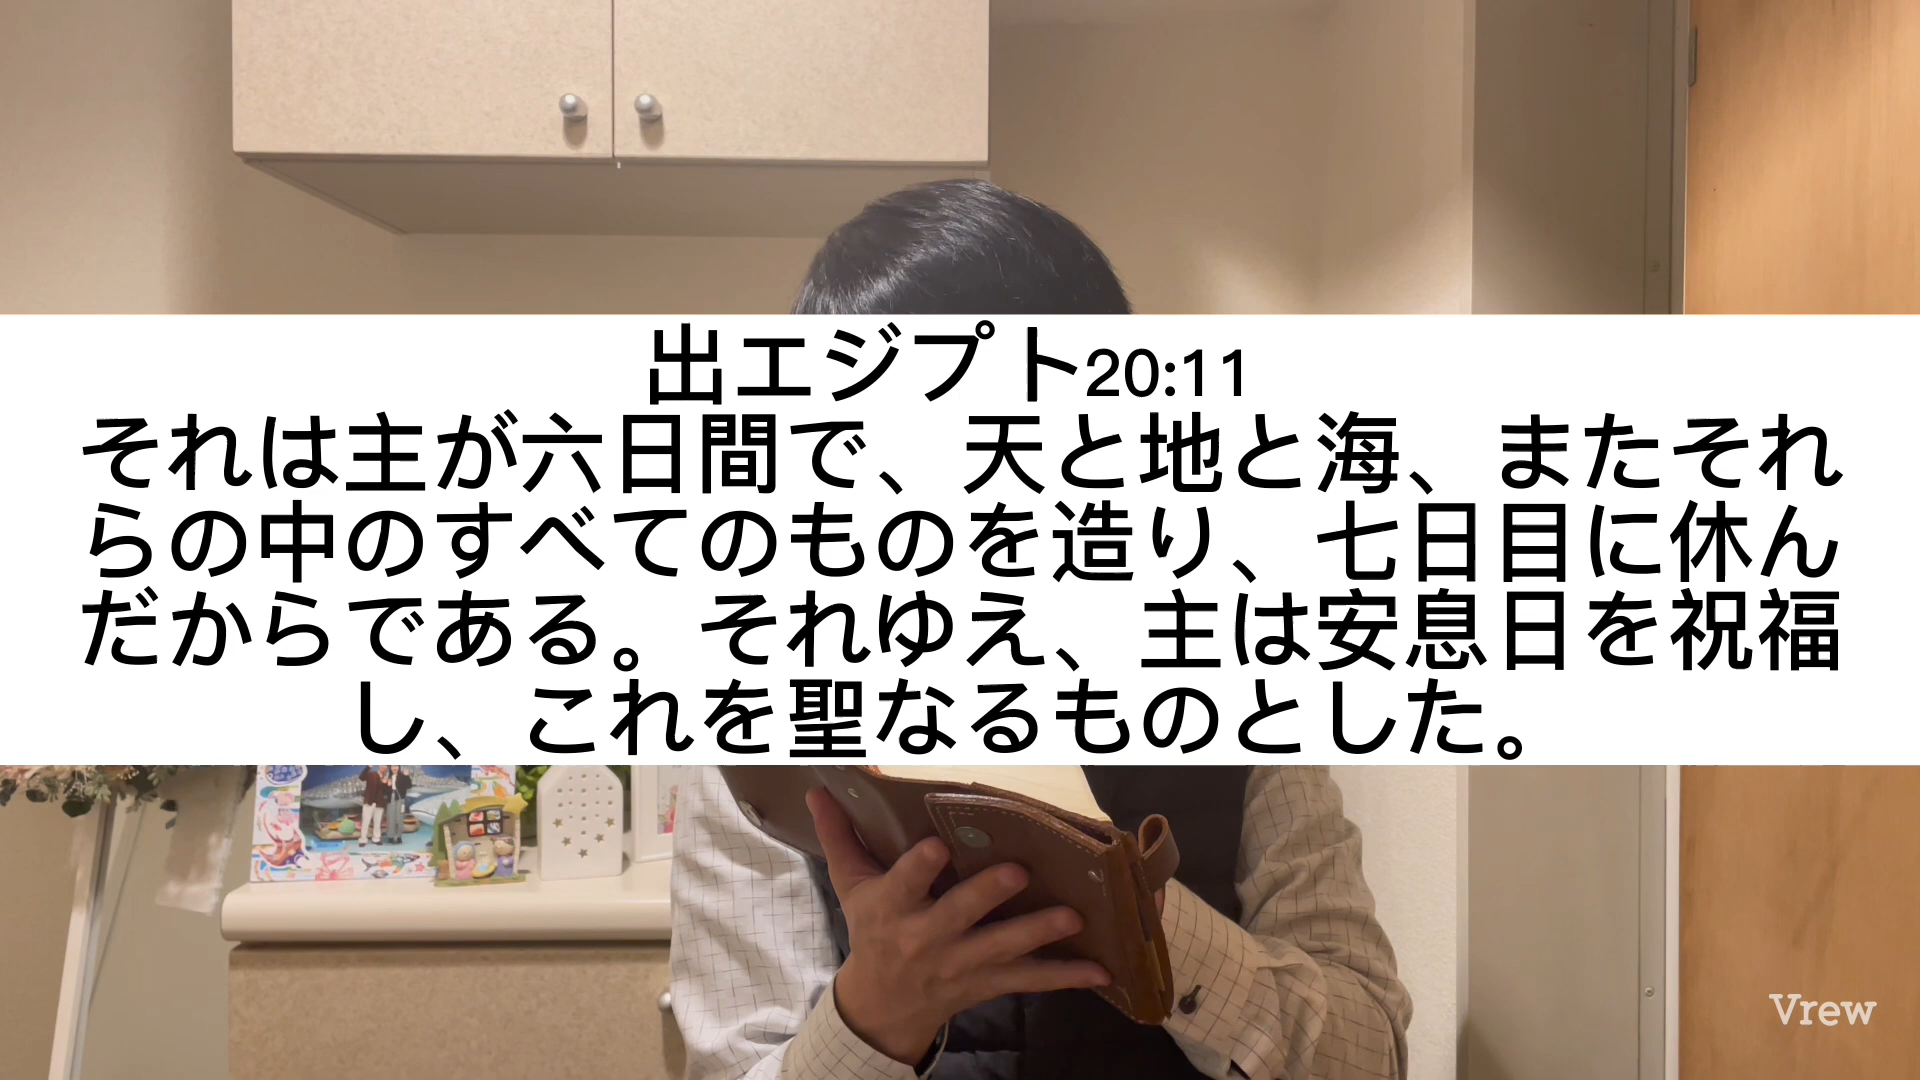 出エジプト20:11
それは主が六日間で、天と地と海、またそれ
らの中のすべてのものを造り、七日目に休ん
だからである。それゆえ、主は安息日を祝福
し、これを聖なるものとした。
Vrew